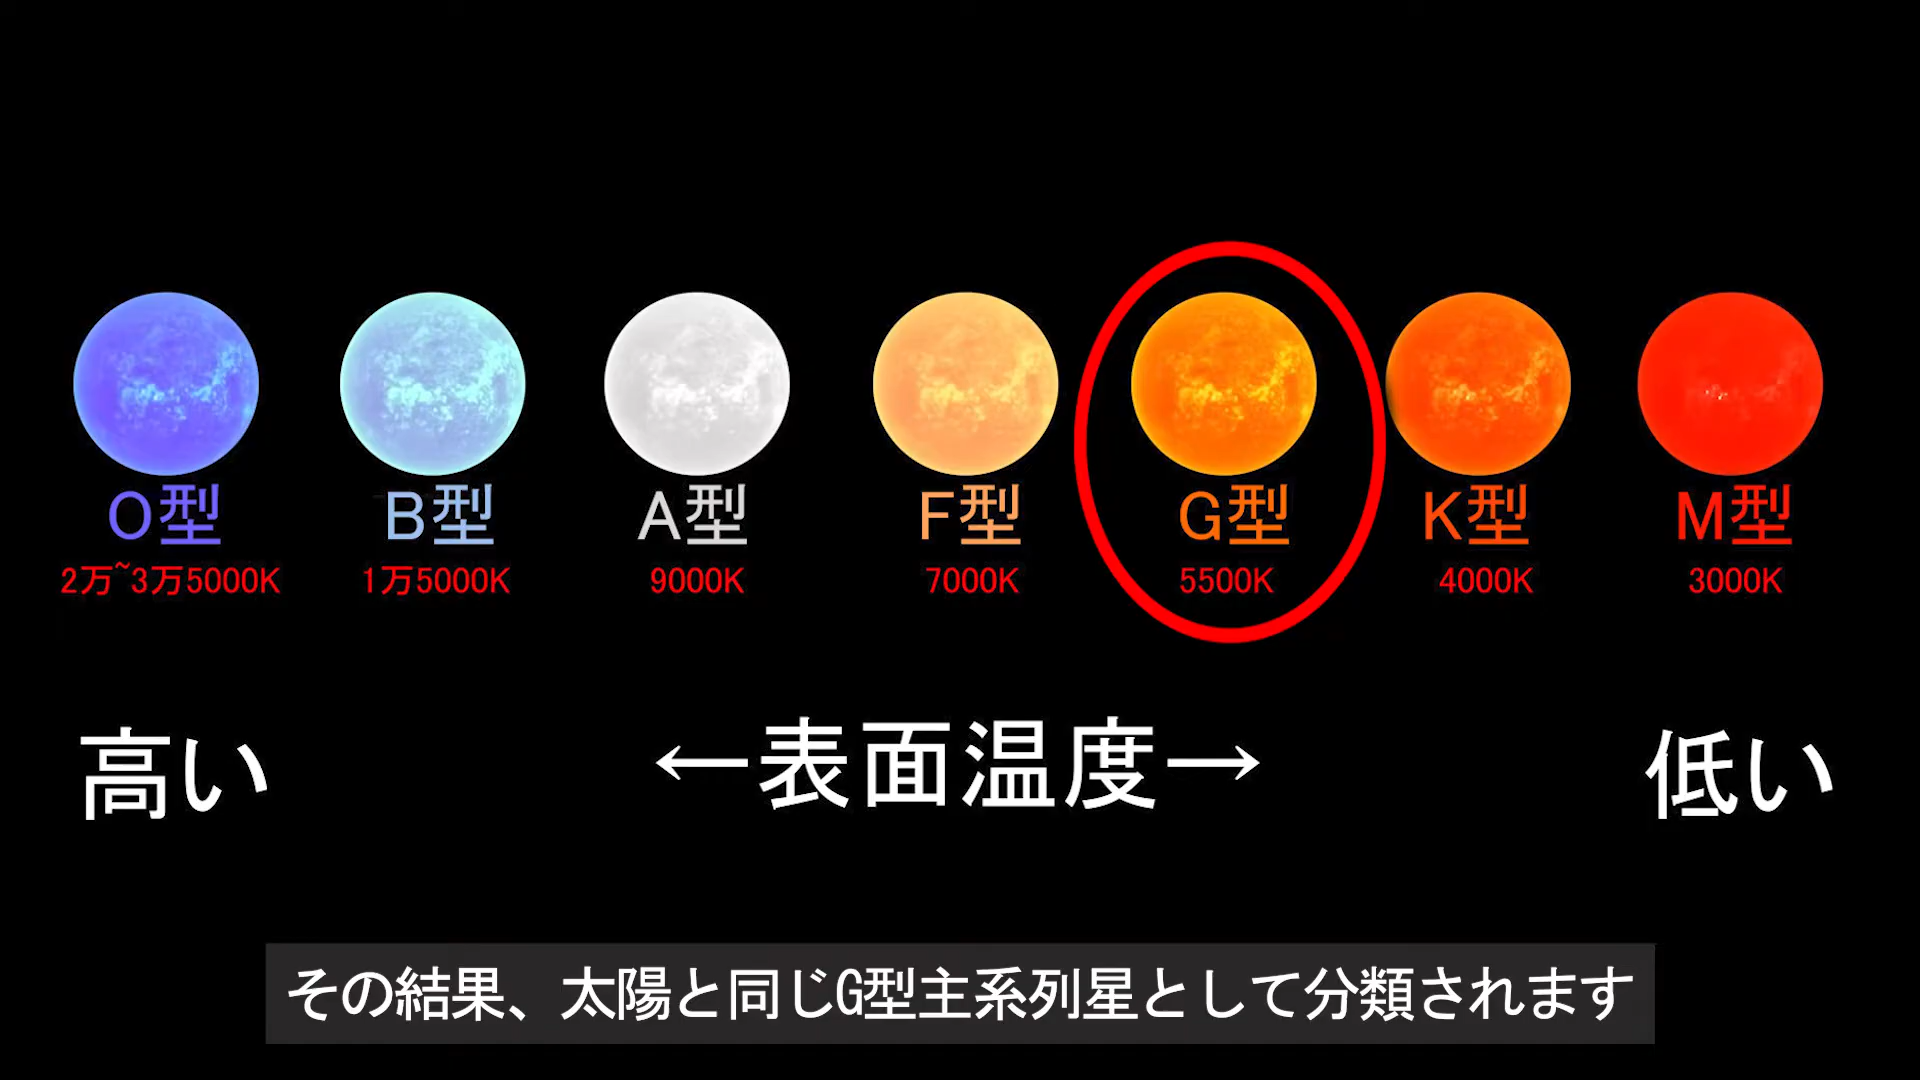 O型 B型 A型 F型 G型 K型 M型
2万~3万5000K 1万5000K 9000K 7000K 5500K 4000K 3000K
高い ←表面温度→ 低い
その結果、太陽と同じG型主系列星として分類されます